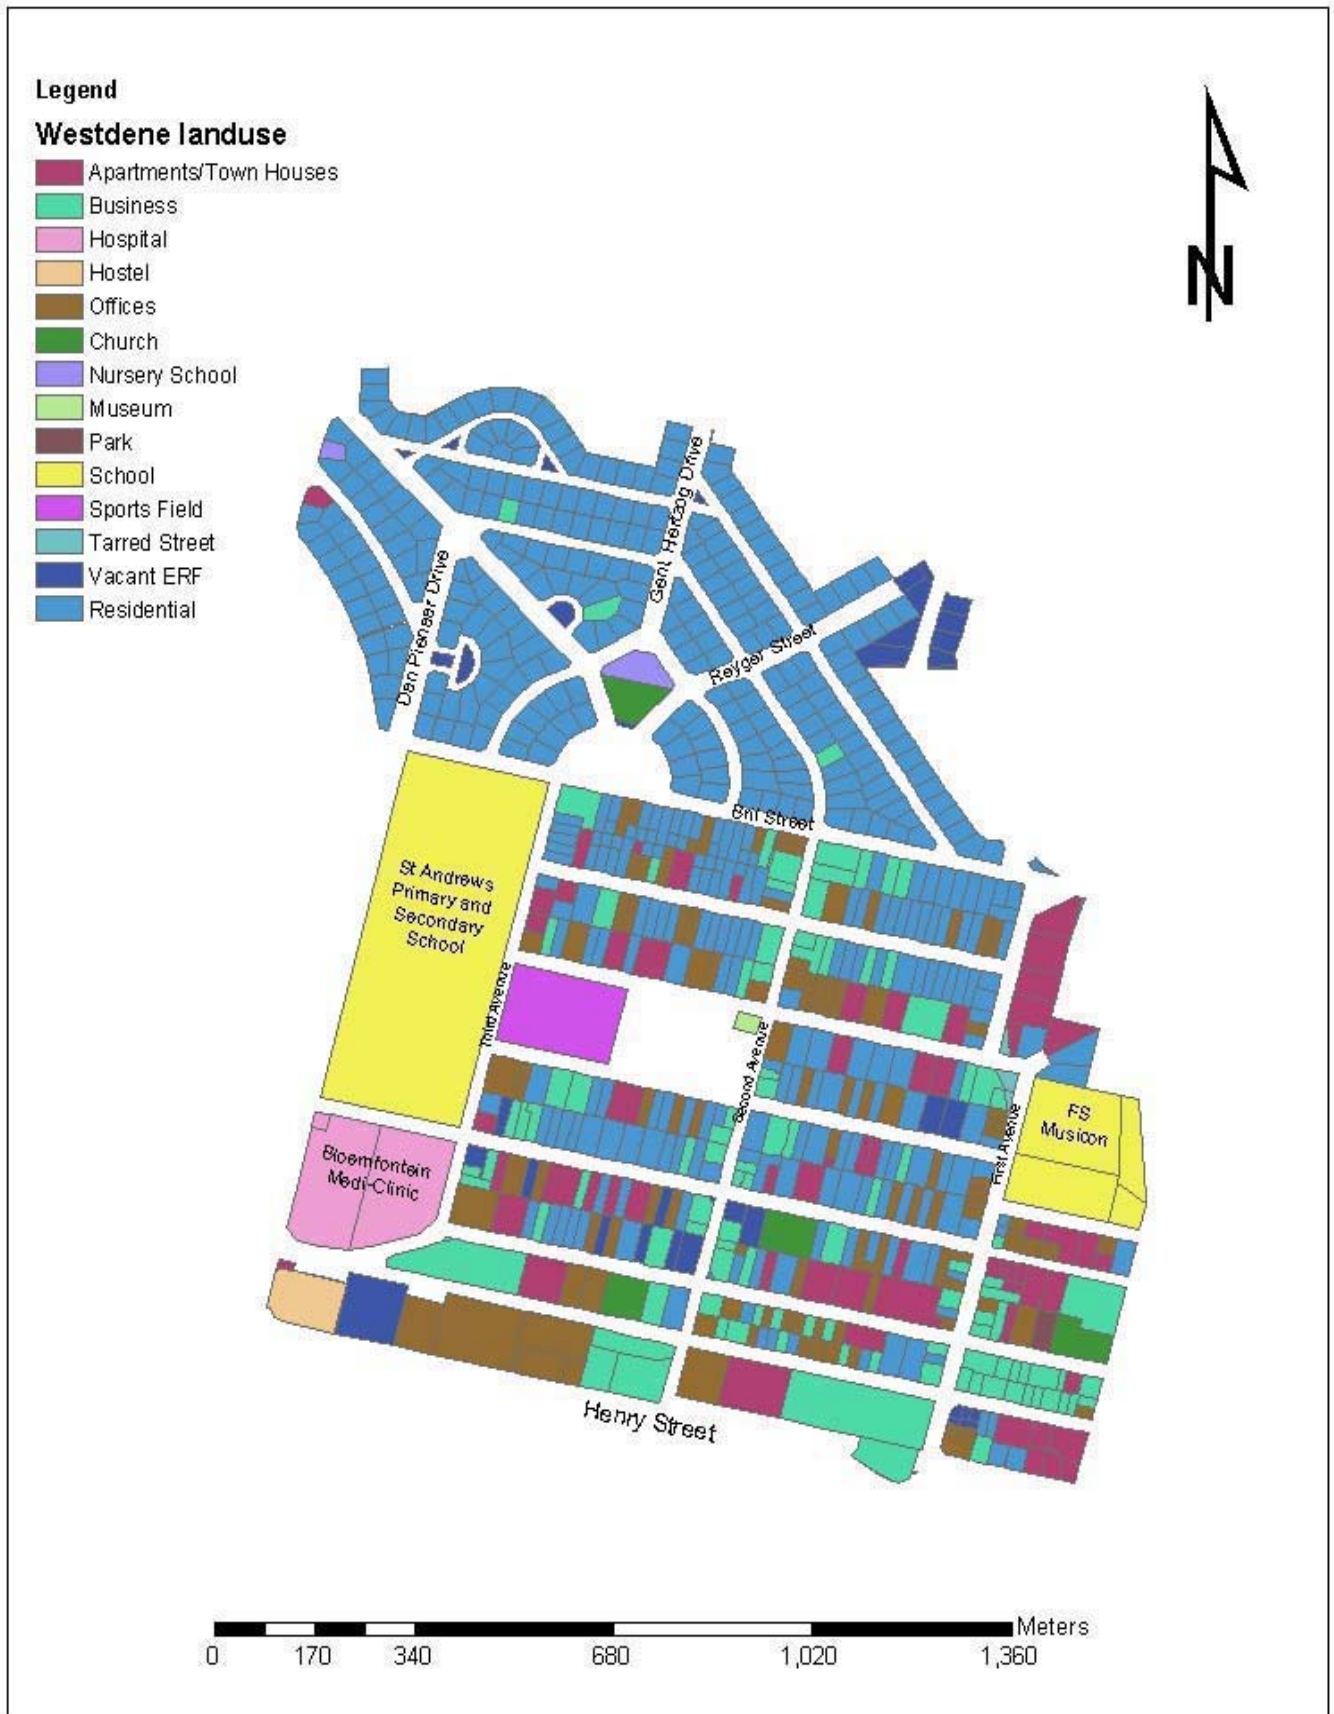 Legend
Westdene landuse
Apartments/Town Houses
Business
Hospital
Hostel
Offices
Church
Nursery School
Museum
Park
School
Sports Field
Tarred Street
Vacant ERF
Residential
N
Genl Hertzog Drive
Dan Pienaar Drive
Reyger Street
Brit Street
St Andrews
Primary and
Secondary
School
Third Avenue
Second Avenue
First Avenue
FS
Musicon
Bloemfontein
Medi-Clinic
Henry Street
Meters
0 170 340 680 1,020 1,360